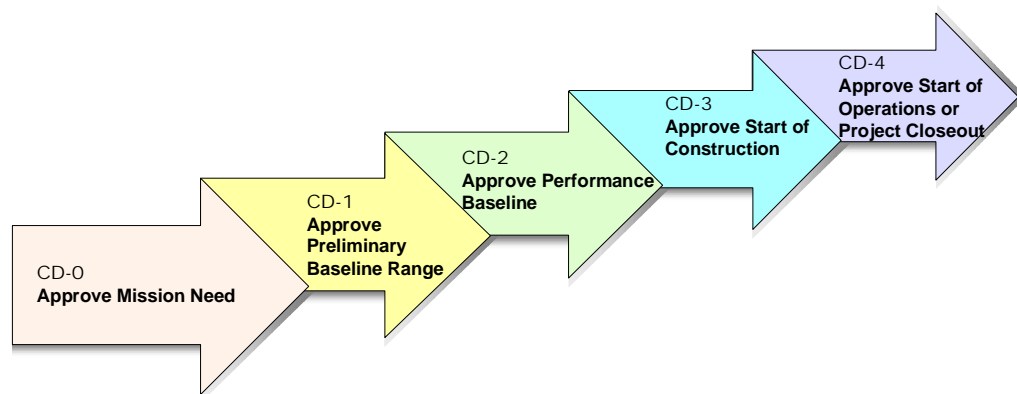 CD-0
Approve Mission Need
CD-1
Approve
Preliminary
Baseline Range
CD-2
Approve Performance
Baseline
CD-3
Approve Start of
Construction
CD-4
Approve Start of
Operations or
Project Closeout